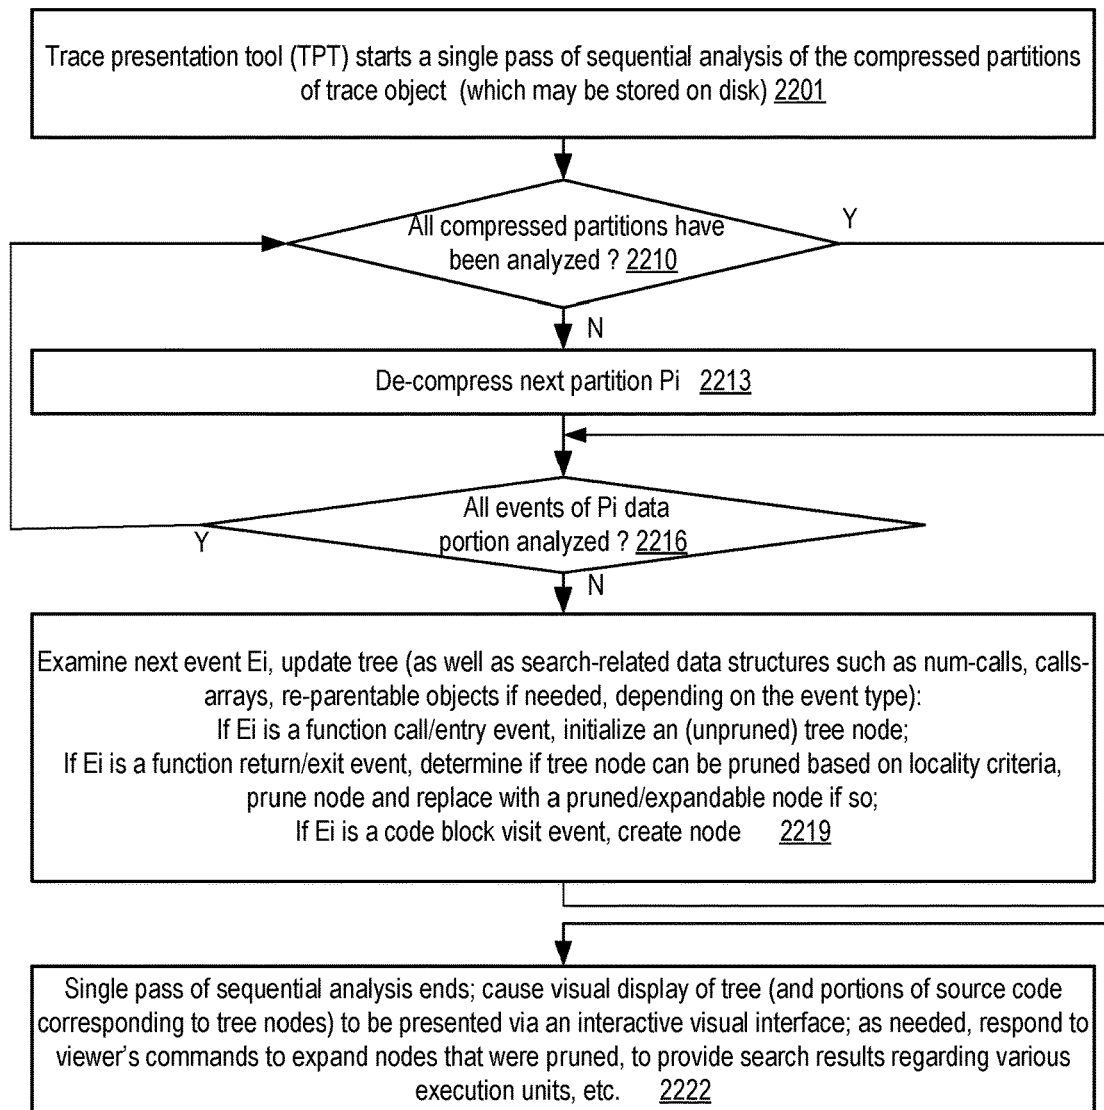 Trace presentation tool (TPT) starts a single pass of sequential analysis of the compressed partitions
of trace object (which may be stored on disk) 2201
All compressed partitions have
been analyzed ? 2210
Y
N
De-compress next partition Pi 2213
All events of Pi data
portion analyzed ? 2216
Y
N
Examine next event Ei, update tree (as well as search-related data structures such as num-calls, calls-
arrays, re-parentable objects if needed, depending on the event type):
If Ei is a function call/entry event, initialize an (unpruned) tree node;
If Ei is a function return/exit event, determine if tree node can be pruned based on locality criteria,
prune node and replace with a pruned/expandable node if so;
If Ei is a code block visit event, create node 2219
Single pass of sequential analysis ends; cause visual display of tree (and portions of source code
corresponding to tree nodes) to be presented via an interactive visual interface; as needed, respond to
viewer's commands to expand nodes that were pruned, to provide search results regarding various
execution units, etc. 2222